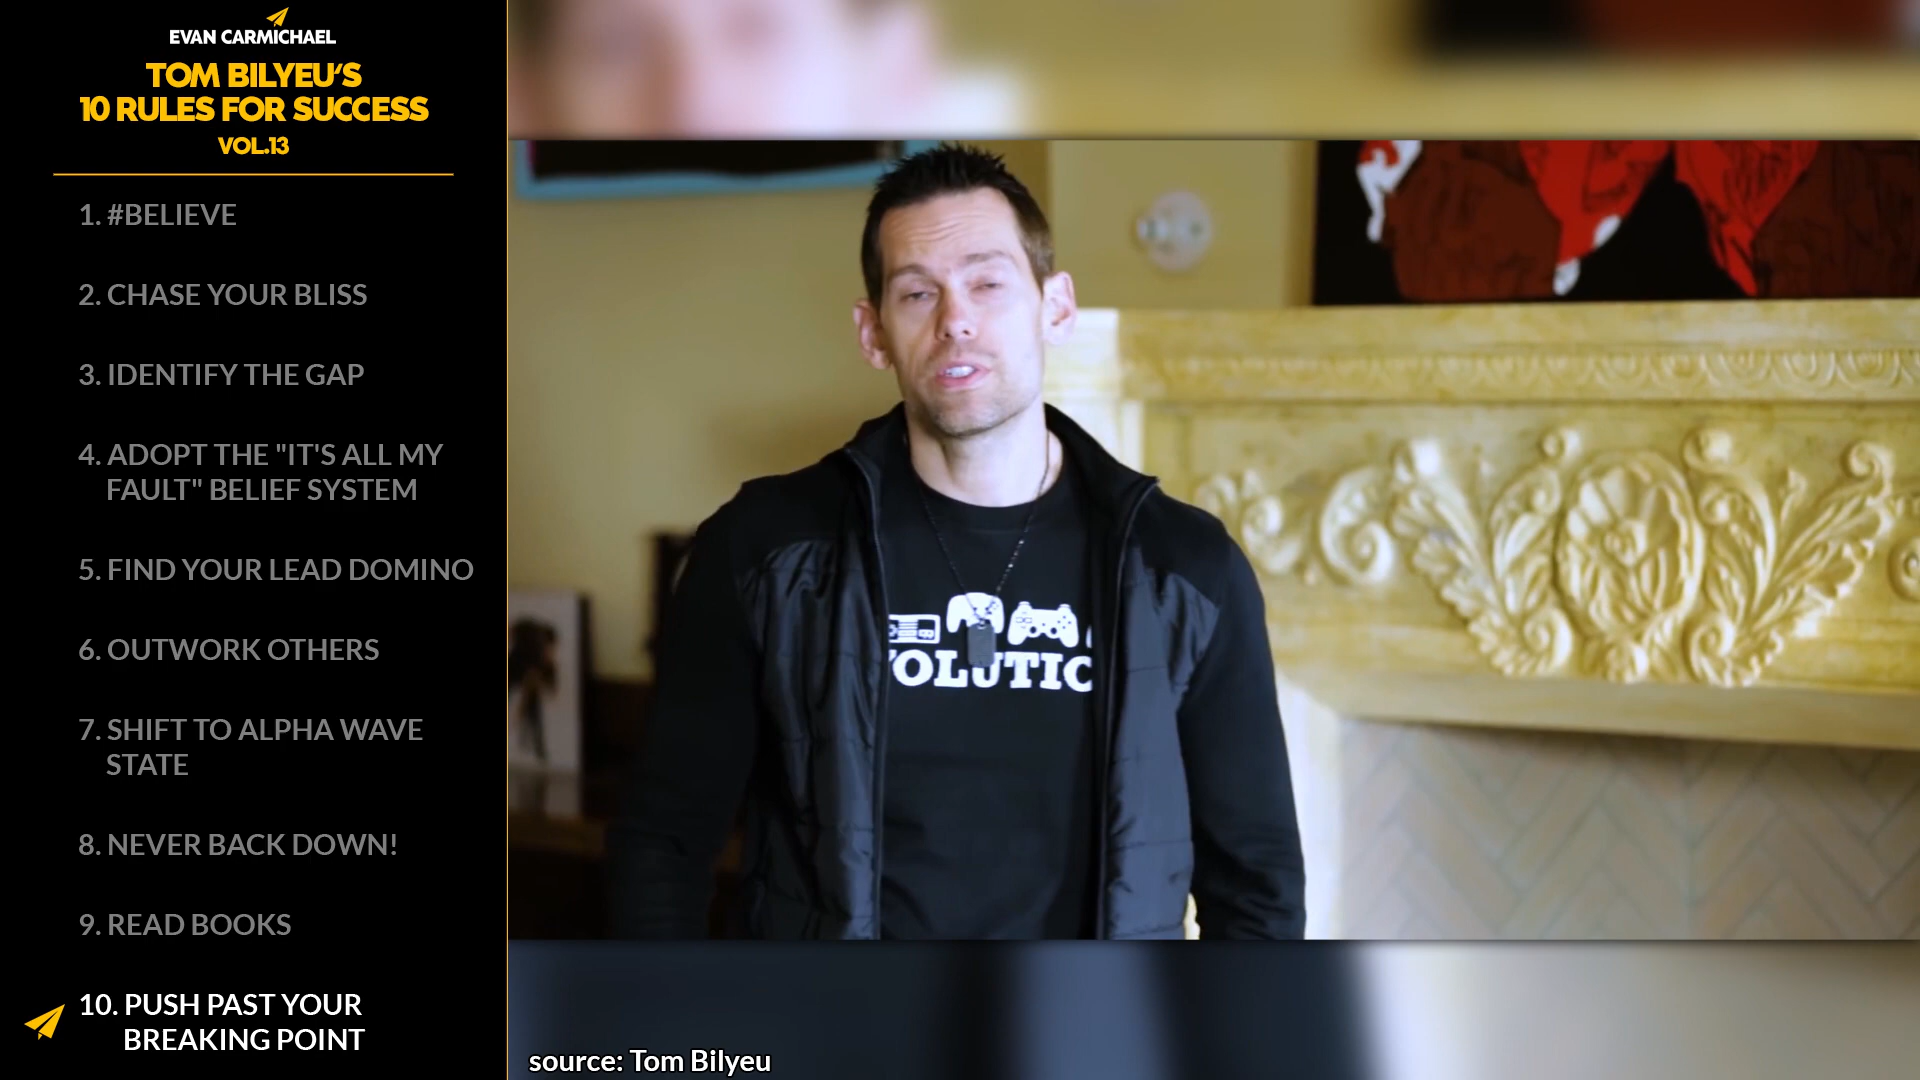 EVAN CARMICHAEL
TOM BILYEU'S
10 RULES FOR SUCCESS
VOL.13
1. #BELIEVE
2. CHASE YOUR BLISS
3. IDENTIFY THE GAP
4. ADOPT THE "IT'S ALL MY
FAULT" BELIEF SYSTEM
5. FIND YOUR LEAD DOMINO
6. OUTWORK OTHERS
7. SHIFT TO ALPHA WAVE
STATE
8. NEVER BACK DOWN!
9. READ BOOKS
10. PUSH PAST YOUR
BREAKING POINT
VOLUTIO
source: Tom Bilyeu